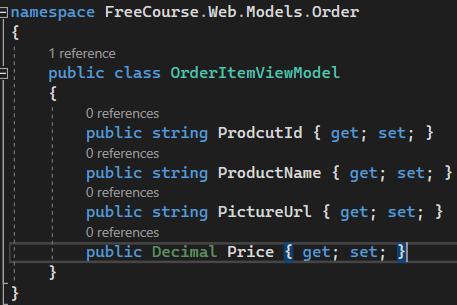 namespace FreeCourse.Web.Models.Order
{
1 reference
public class OrderItemViewModel
{
0 references
public string ProdcutId { get; set; }
0 references
public string ProductName { get; set; }
0 references
public string PictureUrl { get; set; }
0 references
public Decimal Price { get; set; }
}
}